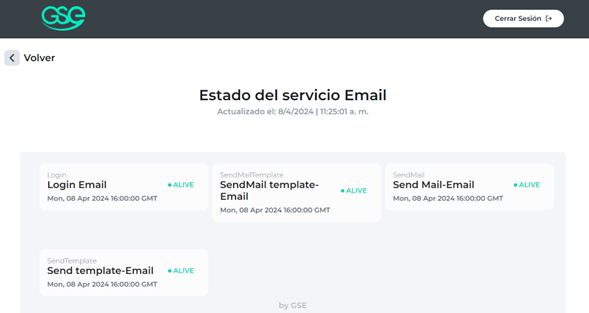 GSE
Cerrar Sesión
Volver
Estado del servicio Email
Actualizado el: 8/4/2024 | 11:25:01 a. m.
Login
Login Email
ALIVE
Mon, 08 Apr 2024 16:00:00 GMT
SendMailTemplate
SendMail template-
Email
ALIVE
Mon, 08 Apr 2024 16:00:00 GMT
SendMail
Send Mail-Email
ALIVE
Mon, 08 Apr 2024 16:00:00 GMT
SendTemplate
Send template-Email
ALIVE
Mon, 08 Apr 2024 16:00:00 GMT
by GSE